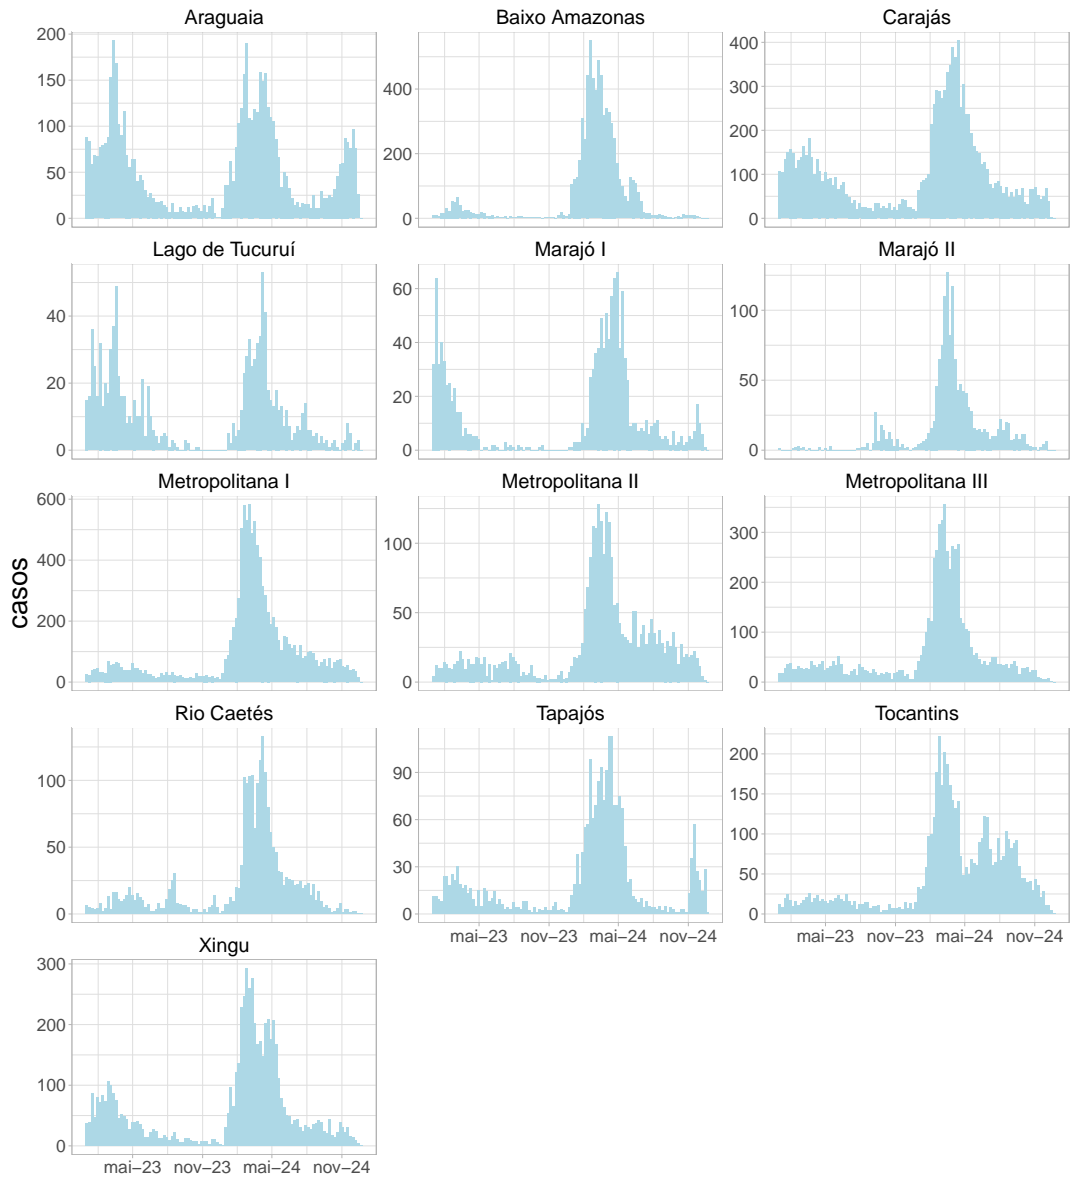 Araguaia
Baixo Amazonas
Carajás
200
150
100
50
0
400
200
0
400
300
200
100
0
Lago de Tucuruí
Marajó I
Marajó II
40
20
0
60
40
20
0
100
50
0
Metropolitana I
Metropolitana II
Metropolitana III
600
400
200
0
100
50
0
300
200
100
0
casos
Rio Caetés
Tapajós
Tocantins
100
50
0
90
60
30
0
200
150
100
50
0
mai−23 nov−23 mai−24 nov−24
mai−23 nov−23 mai−24 nov−24
Xingu
300
200
100
0
mai−23 nov−23 mai−24 nov−24